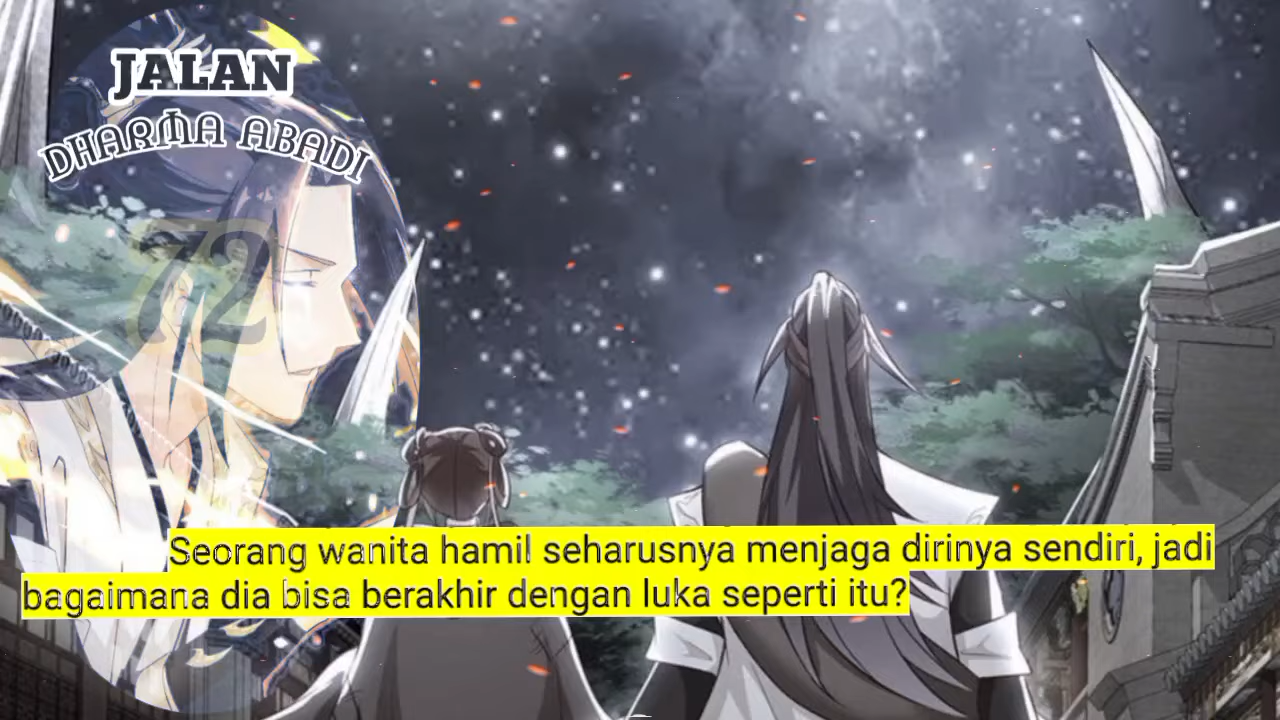 JALAN
DHARMA ABADI
72
Seorang wanita hamil seharusnya menjaga dirinya sendiri, jadi
bagaimana dia bisa berakhir dengan luka seperti itu?